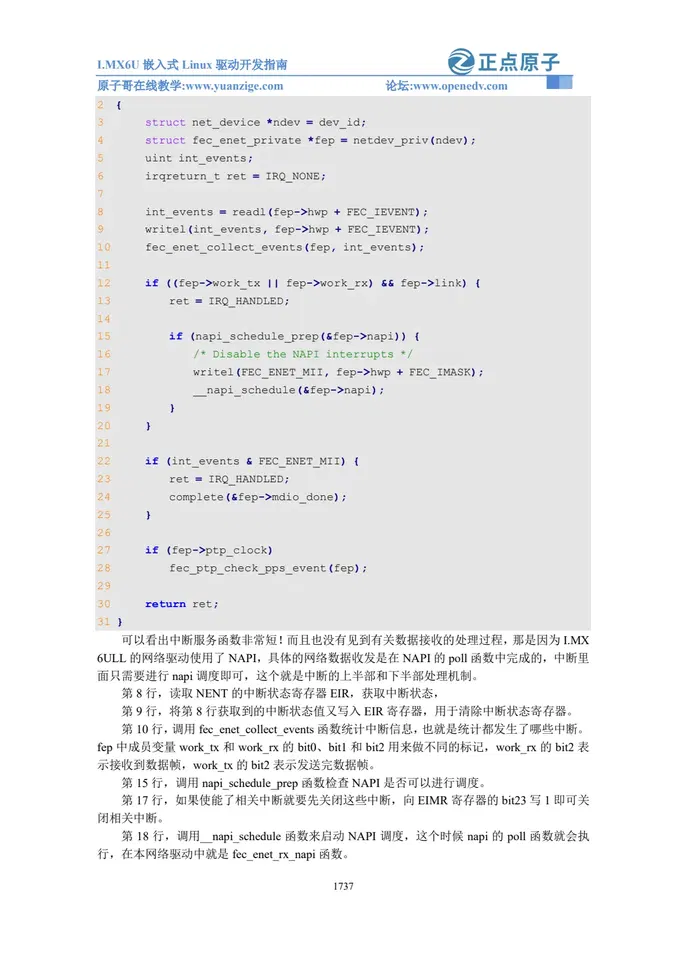 I.MX6U 嵌入式 Linux 驱动开发指南
正点原子
原子哥在线教学:www.yuanzige.com 论坛:www.openedv.com
2 {
3 struct net_device *ndev = dev_id;
4 struct fec_enet_private *fep = netdev_priv(ndev);
5 uint int_events;
6 irqreturn_t ret = IRQ_NONE;
7
8 int_events = readl(fep->hwp + FEC_IEVENT);
9 writel(int_events, fep->hwp + FEC_IEVENT);
10 fec_enet_collect_events(fep, int_events);
11
12 if ((fep->work_tx || fep->work_rx) && fep->link) {
13 ret = IRQ_HANDLED;
14
15 if (napi_schedule_prep(&fep->napi)) {
16 /* Disable the NAPI interrupts */
17 writel(FEC_ENET_MII, fep->hwp + FEC_IMASK);
18 __napi_schedule(&fep->napi);
19 }
20 }
21
22 if (int_events & FEC_ENET_MII) {
23 ret = IRQ_HANDLED;
24 complete(&fep->mdio_done);
25 }
26
27 if (fep->ptp_clock)
28 fec_ptp_check_pps_event(fep);
29
30 return ret;
31 }
可以看出中断服务函数非常短！而且也没有见到有关数据接收的处理过程，那是因为 I.MX
6ULL 的网络驱动使用了 NAPI，具体的网络数据收发是在 NAPI 的 poll 函数中完成的，中断里
面只需要进行 napi 调度即可，这个就是中断的上半部和下半部处理机制。
第 8 行，读取 NENT 的中断状态寄存器 EIR，获取中断状态，
第 9 行，将第 8 行获取到的中断状态值又写入 EIR 寄存器，用于清除中断状态寄存器。
第 10 行，调用 fec_enet_collect_events 函数统计中断信息，也就是统计都发生了哪些中断。
fep 中成员变量 work_tx 和 work_rx 的 bit0、bit1 和 bit2 用来做不同的标记，work_rx 的 bit2 表
示接收到数据帧，work_tx 的 bit2 表示发送完数据帧。
第 15 行，调用 napi_schedule_prep 函数检查 NAPI 是否可以进行调度。
第 17 行，如果使能了相关中断就要先关闭这些中断，向 EIMR 寄存器的 bit23 写 1 即可关
闭相关中断。
第 18 行，调用__napi_schedule 函数来启动 NAPI 调度，这个时候 napi 的 poll 函数就会执
行，在本网络驱动中就是 fec_enet_rx_napi 函数。
1737